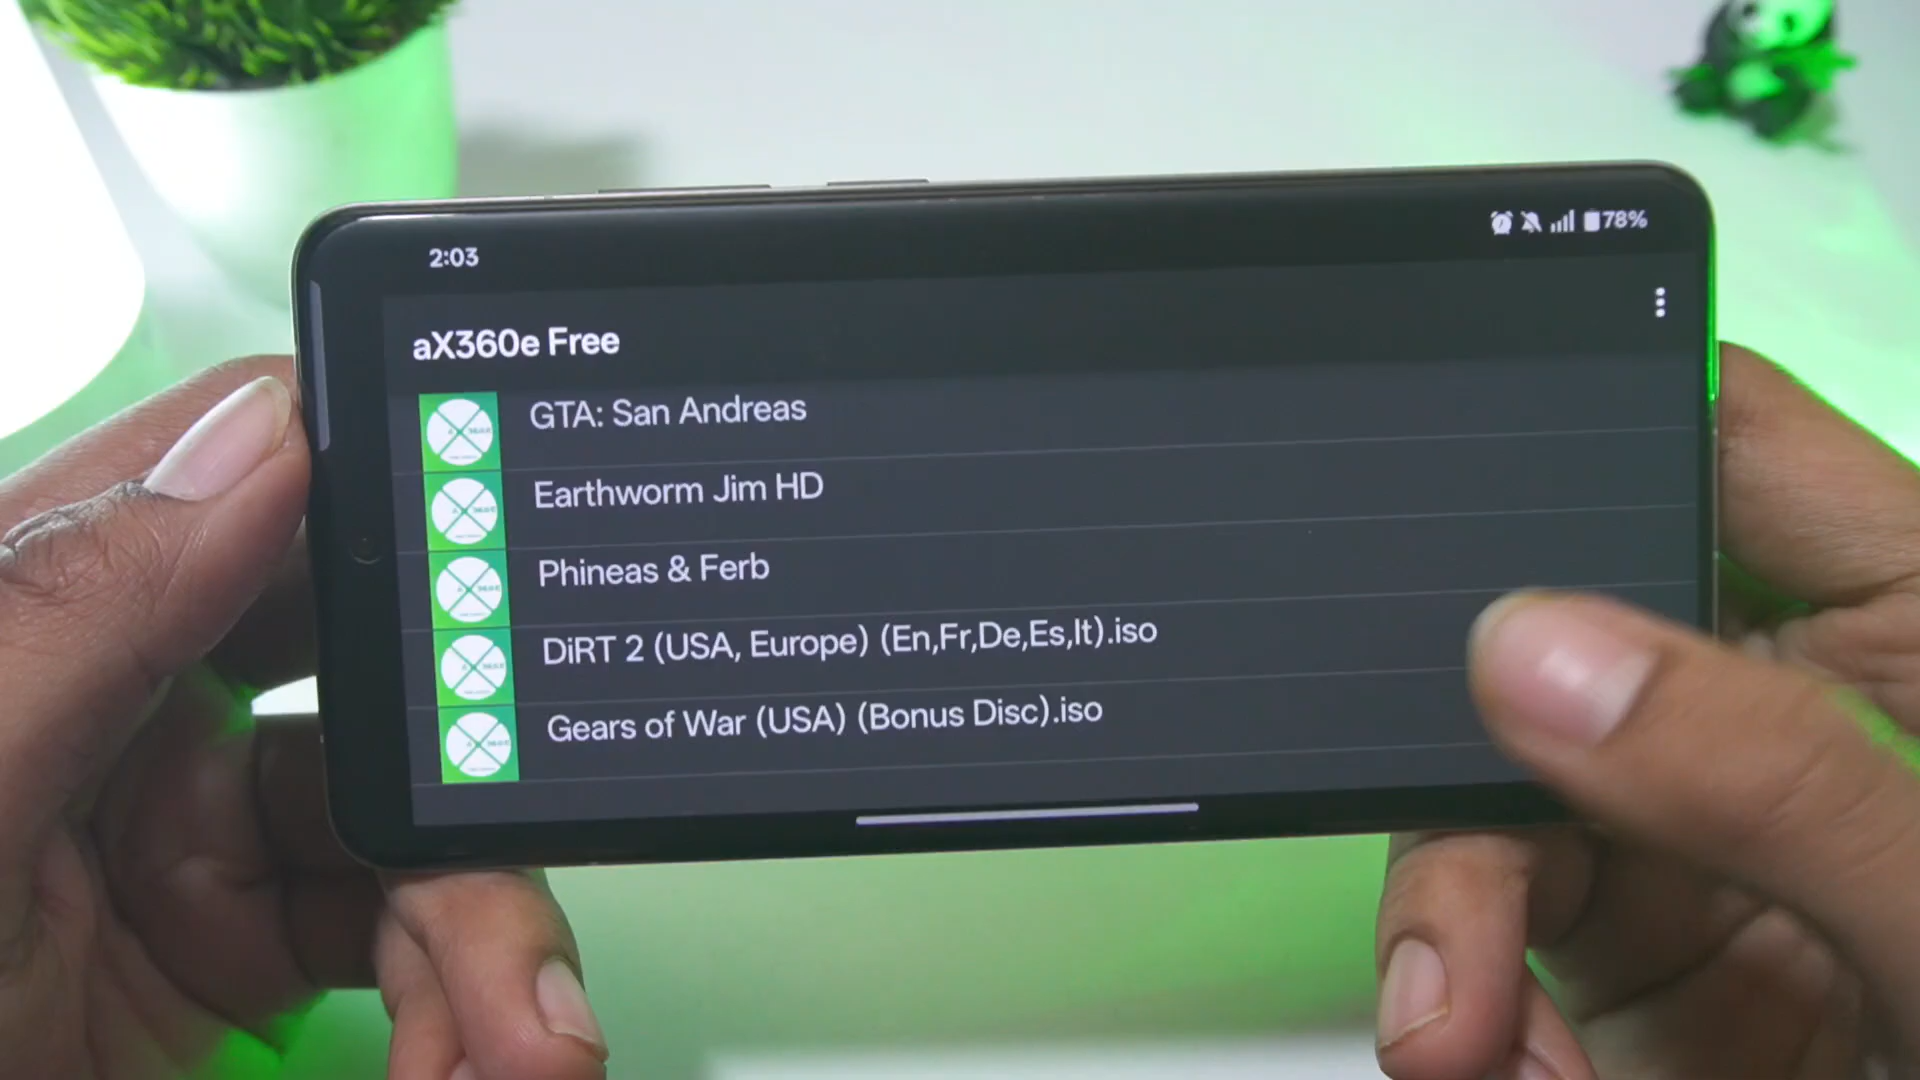 2:03
78%
aX360e Free
GTA: San Andreas
Earthworm Jim HD
Phineas & Ferb
DiRT 2 (USA, Europe) (En,Fr,De,Es,It).iso
Gears of War (USA) (Bonus Disc).iso